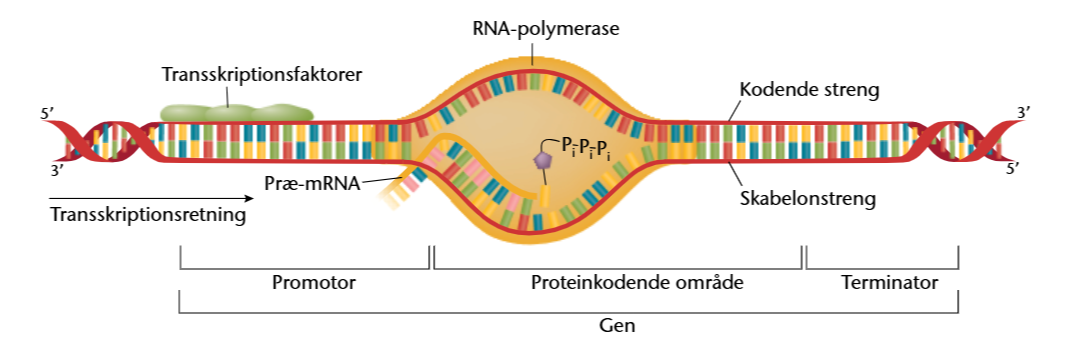 RNA-polymerase
Transskriptionsfaktorer
Kodende streng
5’
3’
3’
5’
Pi-Pi-Pi
Præ-mRNA
Skabelonstreng
Transskriptionsretning
Promotor
Proteinkodende område
Terminator
Gen